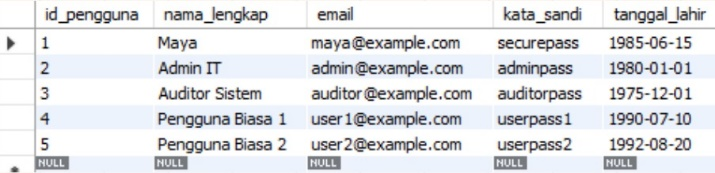 id_pengguna nama_lengkap email kata_sandi tanggal_lahir
1 Maya maya@example.com securepass 1985-06-15
2 Admin IT admin@example.com adminpass 1980-01-01
3 Auditor Sistem auditor@example.com auditorpass 1975-12-01
4 Pengguna Biasa 1 user1@example.com userpass1 1990-07-10
5 Pengguna Biasa 2 user2@example.com userpass2 1992-08-20
NULL NULL NULL NULL NULL